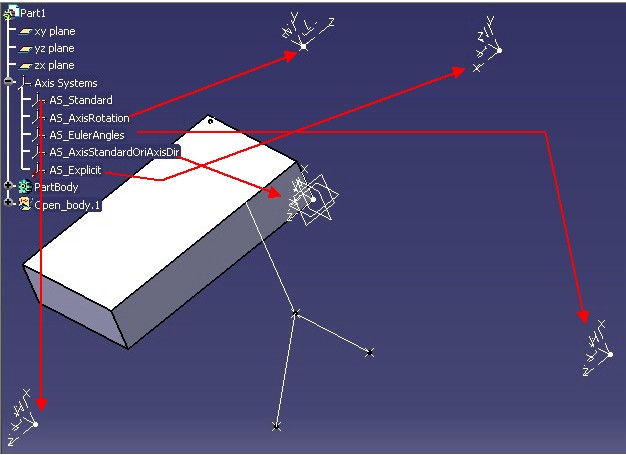 Part1
xy plane
yz plane
zx plane
Axis Systems
AS_Standard
AS_AxisRotation
AS_EulerAngles
AS_AxisStandardOriAxisDir
AS_Explicit
PartBody
Open_body.1